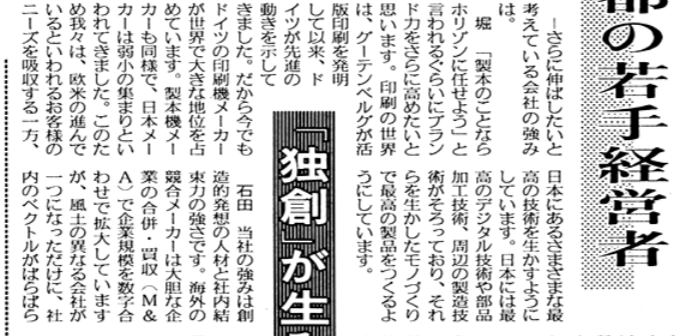 都の若手経営者
―さらに伸ばしたいと
考えている会社の強み
は。
堀　「製本のことなら
ホリゾンに任せよう」と
言われるぐらいにブラン
ド力をさらに高めたいと
思います。印刷の世界
は、グーテンベルグが活
版印刷を発明
して以来、ド
イツが先進の
動きを示して
きました。だから今でも
ドイツの印刷機メーカー
が世界で大きな地位を占
めています。製本機メー
カーも同様で、日本メー
カーは弱小の集まりとい
われてきました。このた
め我々は、欧米の進んで
いるといわれるお客様の
ニーズを吸収する一方、
日本にあるさまざまな最
高の技術を生かすように
しています。日本には最
高のデジタル技術や部品
加工技術、周辺の製造技
術がそろっており、それ
らを生かしたモノづくり
で最高の製品をつくるよ
うにしています。
「独創」が生
石田　当社の強みは創
造的発想の人材と社内結
束力の強さです。海外の
競合メーカーは大胆な企
業の合併・買収（M&
A）で企業規模を数字合
わせで拡大しています
が、風土の異なる会社が
一つになっただけに、社
内のベクトルがばらばら